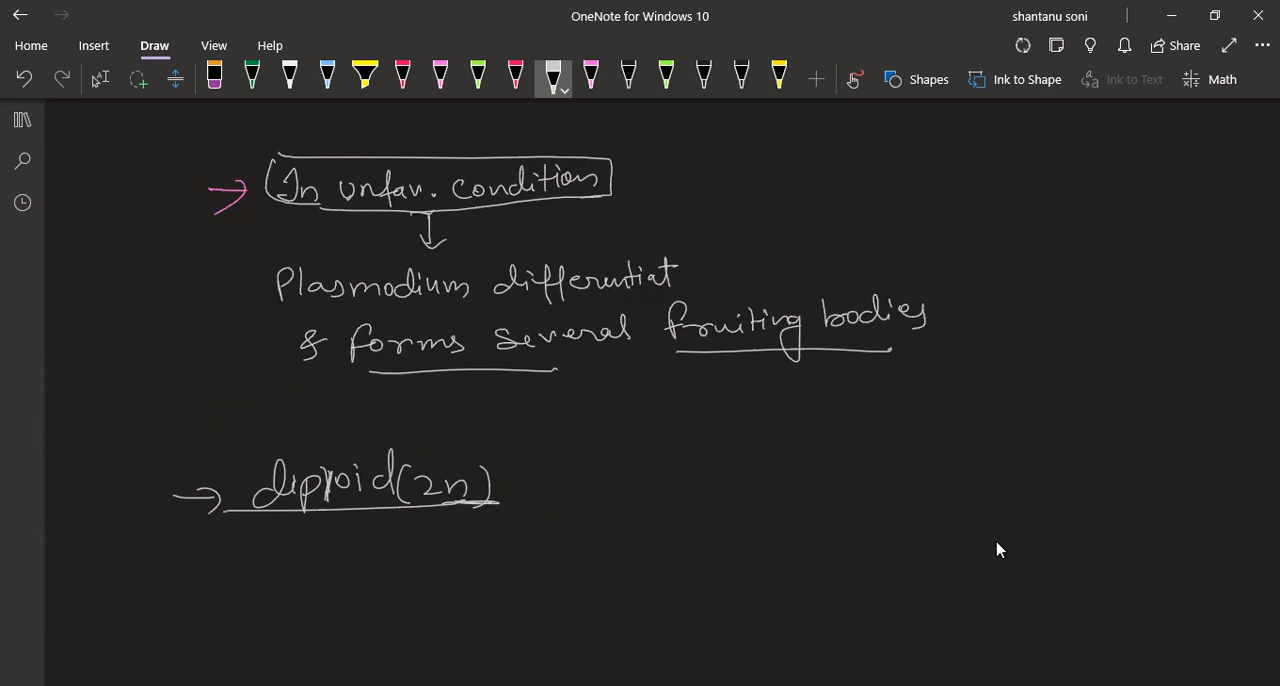 OneNote for Windows 10
shantanu soni
Home Insert Draw View Help
Share
Shapes Ink to Shape Ink to Text Math
In unfav. condition
Plasmodium differentiat
& forms several fruiting bodies
diploid (2n)